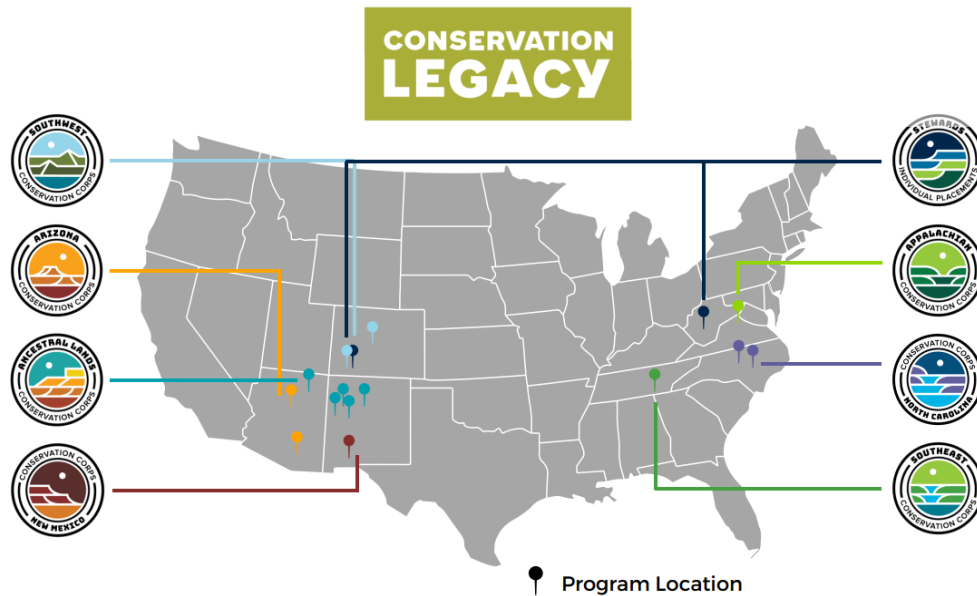 CONSERVATION
LEGACY
SOUTHWEST
CONSERVATION CORPS
STEWARDS
INDIVIDUAL PLACEMENTS
ARIZONA
CONSERVATION CORPS
APPALACHIAN
CONSERVATION CORPS
ANCESTRAL LANDS
CONSERVATION CORPS
CONSERVATION CORPS
NORTH CAROLINA
CONSERVATION CORPS
NEW MEXICO
SOUTHEAST
CONSERVATION CORPS
Program Location